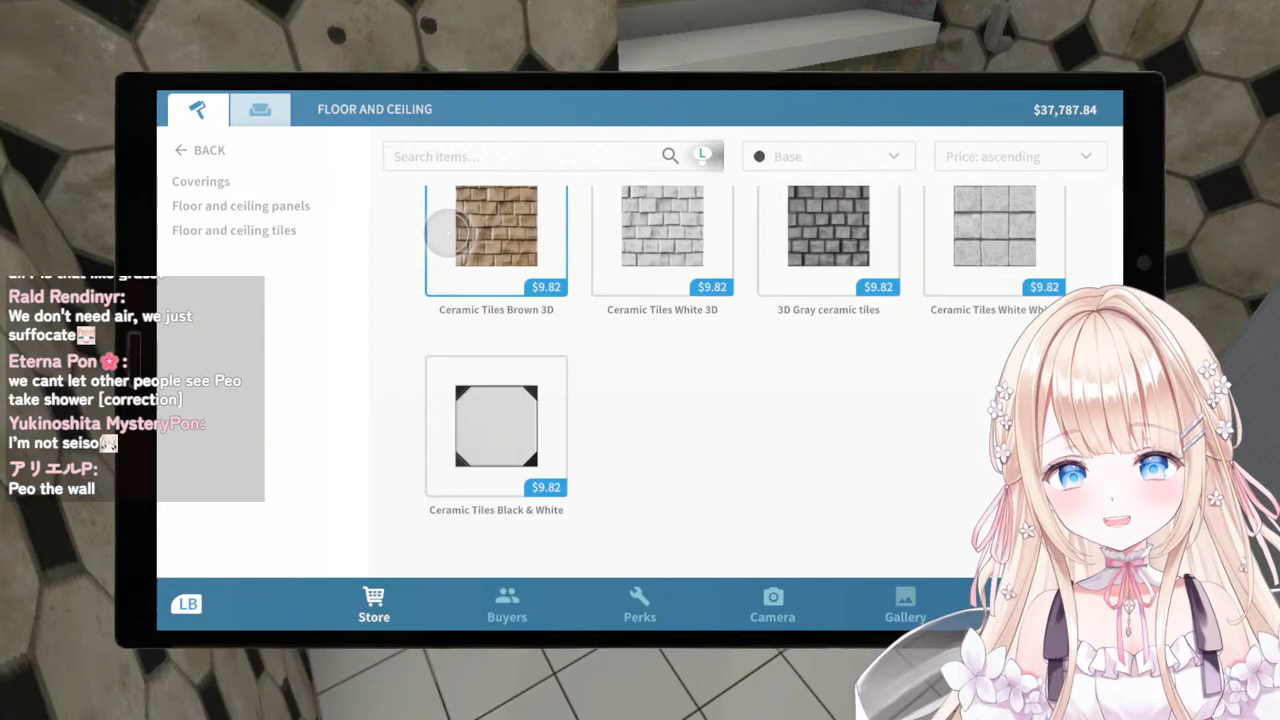 FLOOR AND CEILING
$37,787.84
BACK
Search items...
L
Base
Price: ascending
Coverings
Floor and ceiling panels
Floor and ceiling tiles
$9.82
$9.82
$9.82
$9.82
Ceramic Tiles Brown 3D
Ceramic Tiles White 3D
3D Gray ceramic tiles
Ceramic Tiles White
$9.82
Ceramic Tiles Black & White
Rald Rendinyr:
We don't need air, we just
suffocate
Eterna Pon🌸:
we cant let other people see Peo
take shower [correction]
Yukinoshita MysteryPon:
I'm not seiso
アリエルP:
Peo the wall
LB
Store
Buyers
Perks
Camera
Gallery